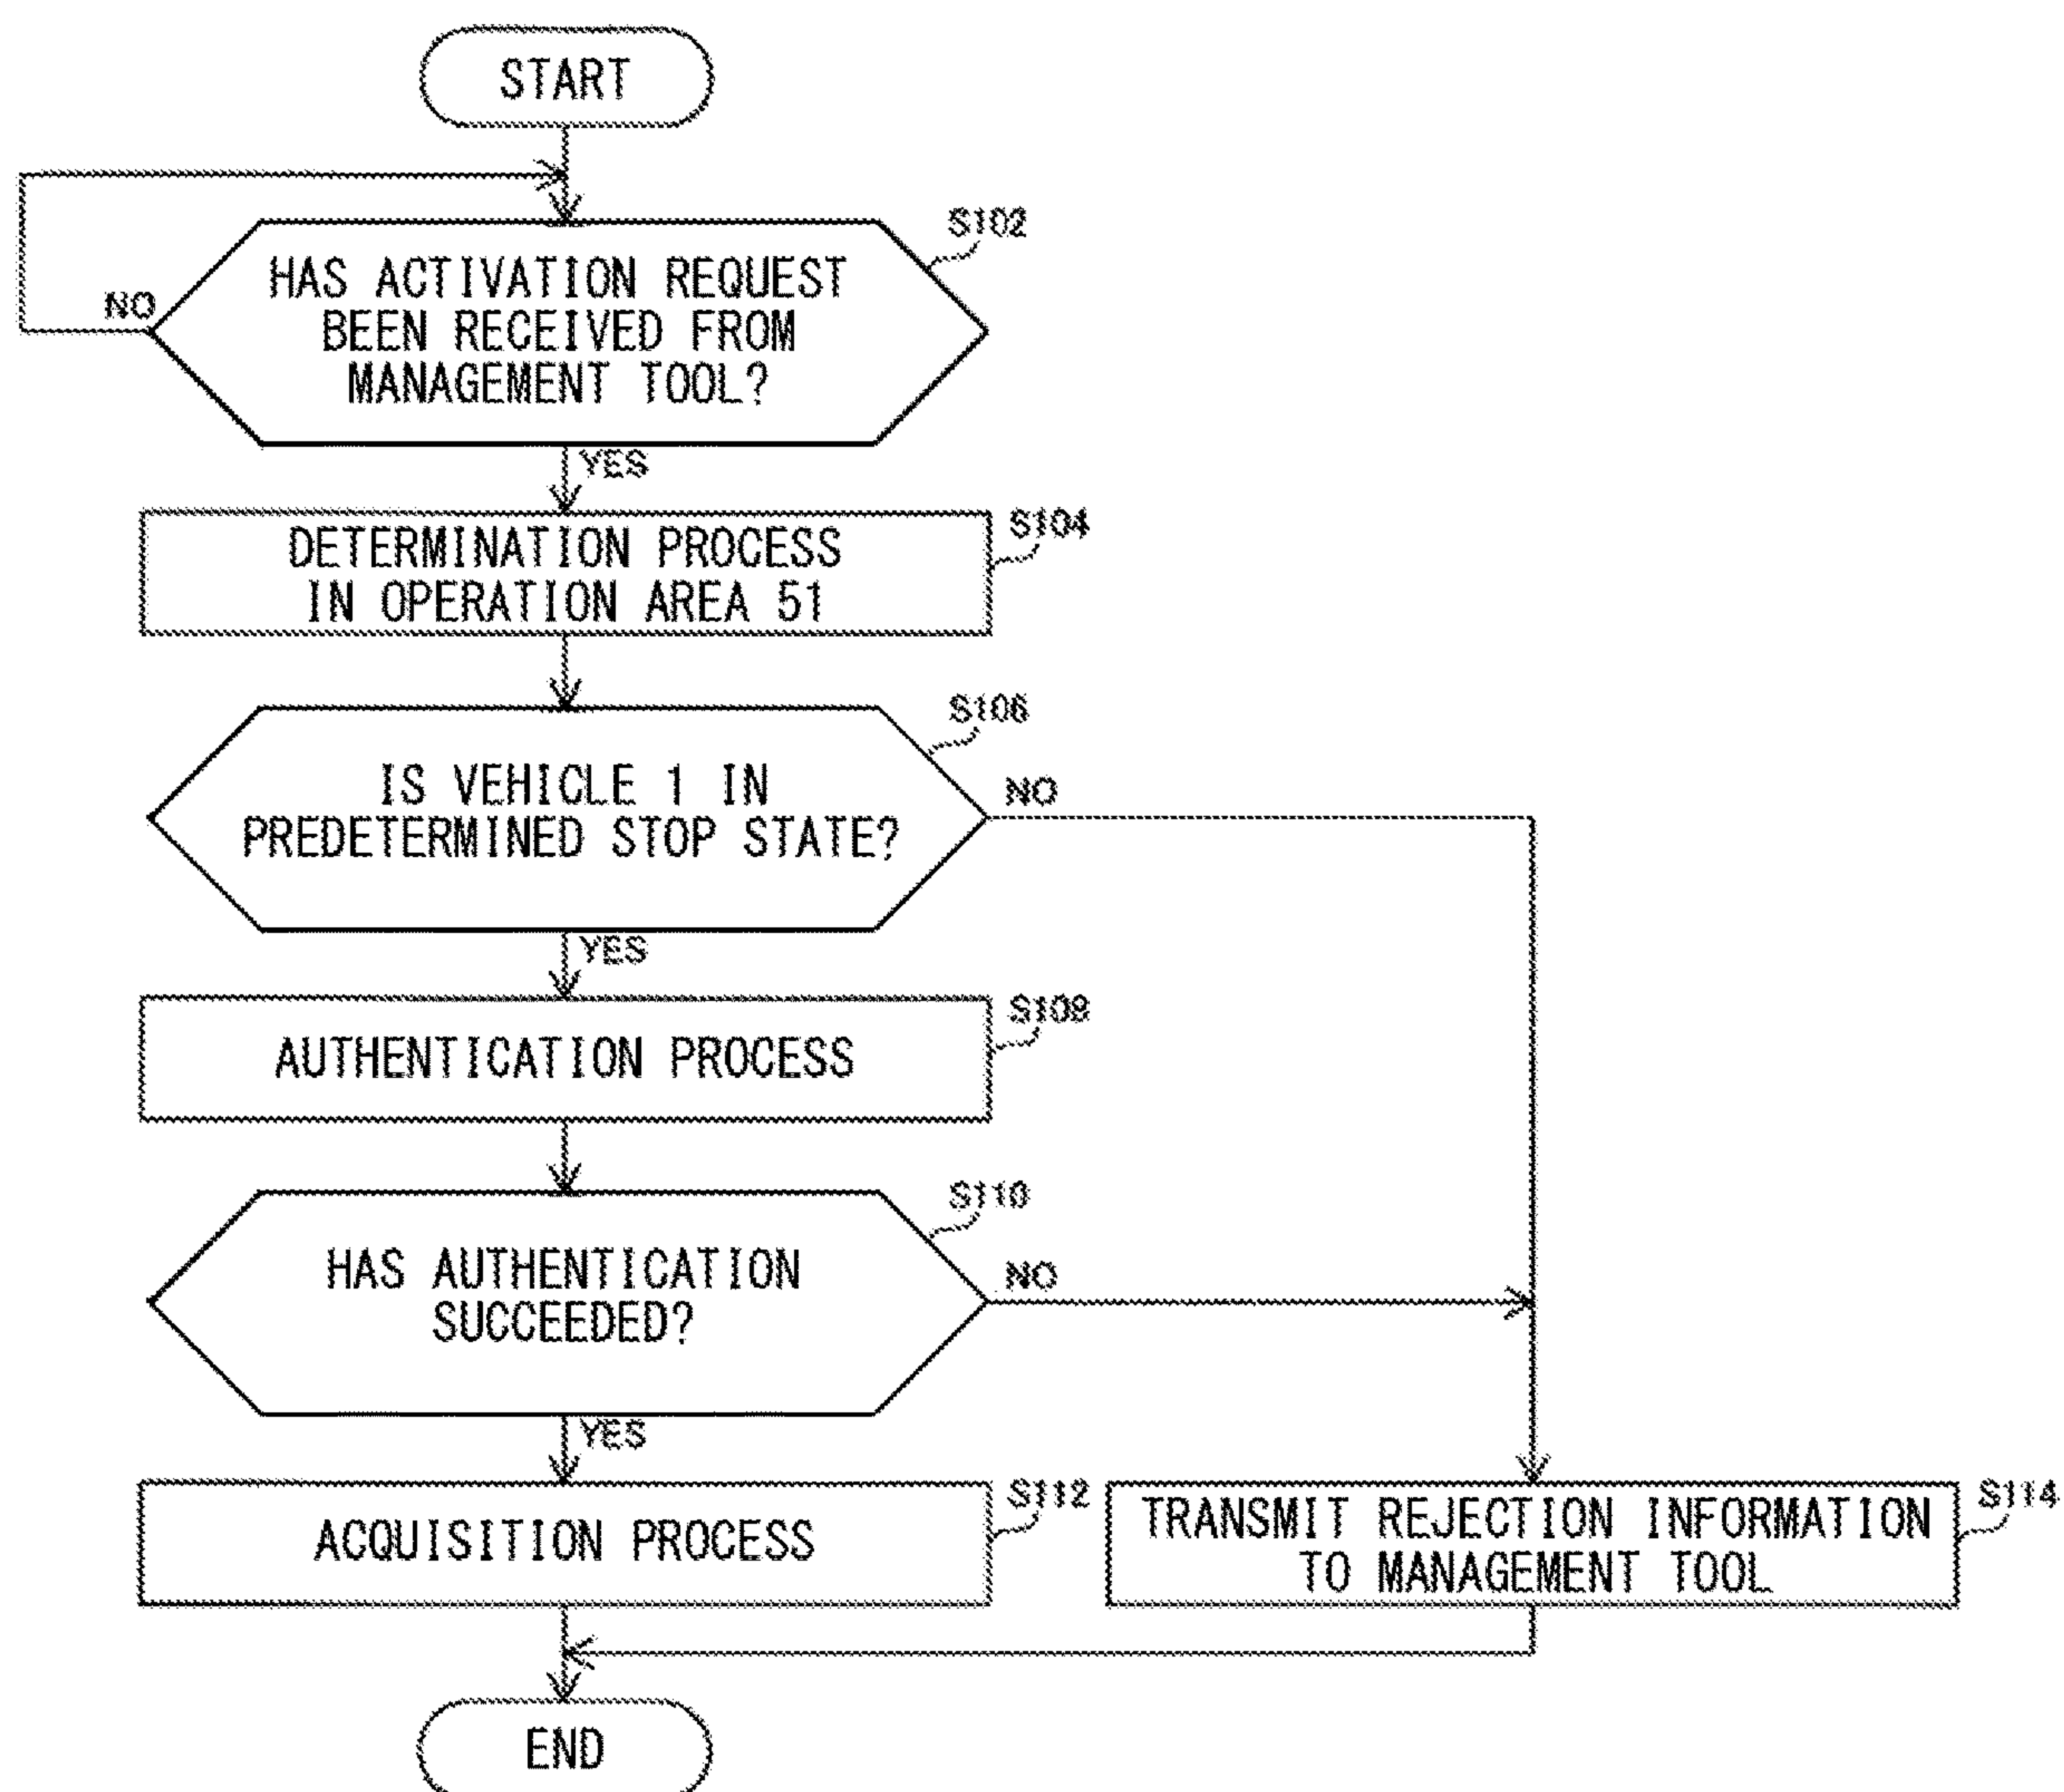 START
S102
HAS ACTIVATION REQUEST
BEEN RECEIVED FROM
MANAGEMENT TOOL?
NO
YES
S104
DETERMINATION PROCESS
IN OPERATION AREA 51
S106
IS VEHICLE 1 IN
PREDETERMINED STOP STATE?
NO
YES
S108
AUTHENTICATION PROCESS
S110
HAS AUTHENTICATION
SUCCEEDED?
NO
YES
S112
ACQUISITION PROCESS
S114
TRANSMIT REJECTION INFORMATION
TO MANAGEMENT TOOL
END